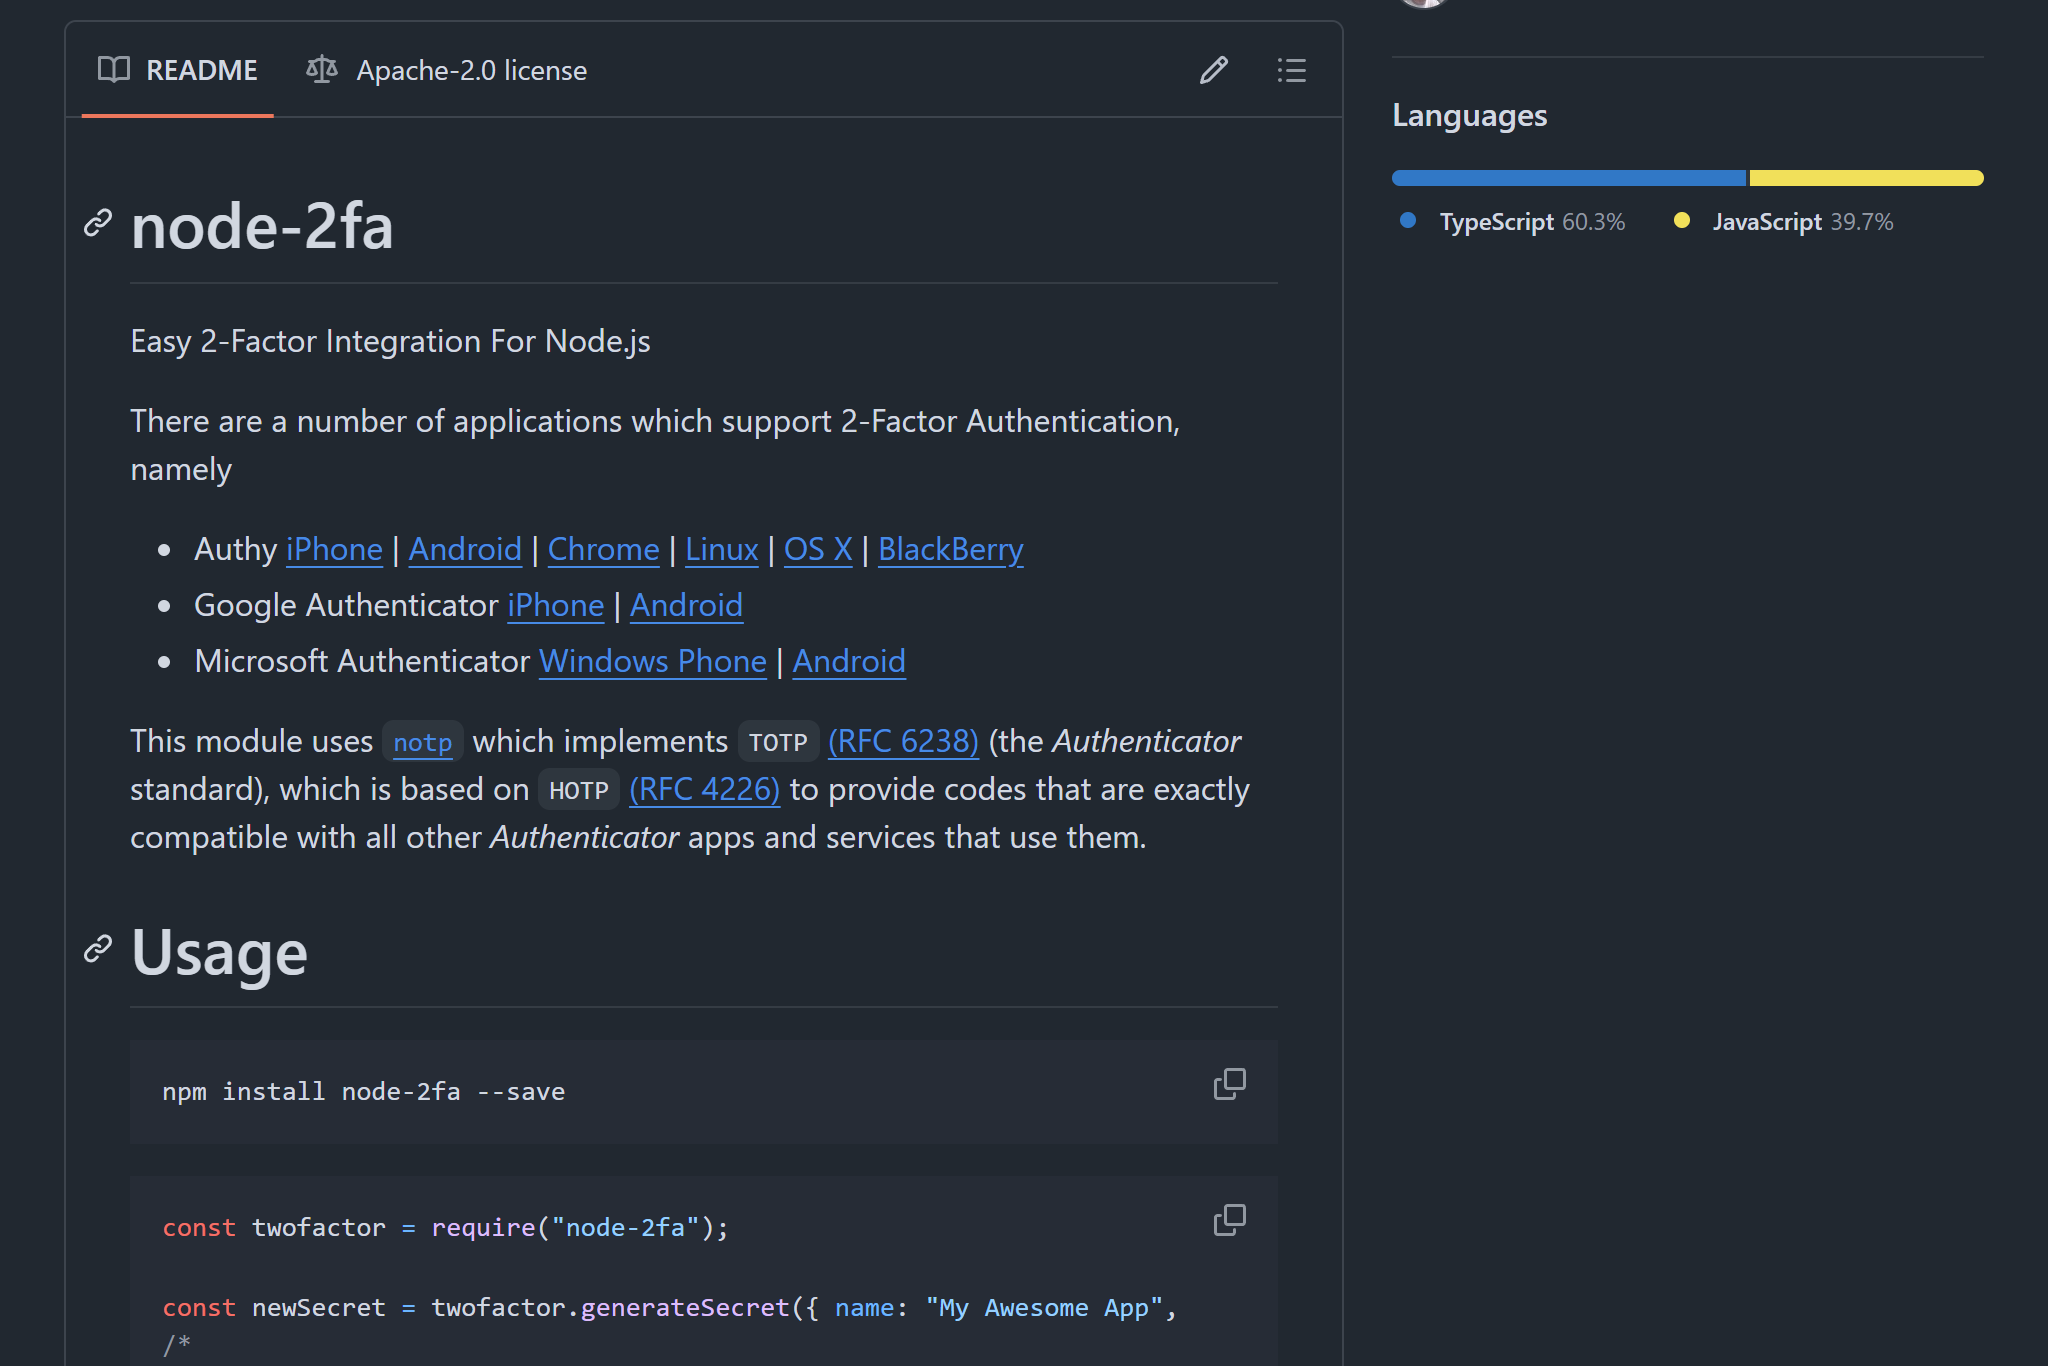 README
Apache-2.0 license
node-2fa
Easy 2-Factor Integration For Node.js
There are a number of applications which support 2-Factor Authentication,
namely
Authy iPhone | Android | Chrome | Linux | OS X | BlackBerry
Google Authenticator iPhone | Android
Microsoft Authenticator Windows Phone | Android
This module uses notp which implements TOTP (RFC 6238) (the Authenticator
standard), which is based on HOTP (RFC 4226) to provide codes that are exactly
compatible with all other Authenticator apps and services that use them.
Usage
npm install node-2fa --save
const twofactor = require("node-2fa");
const newSecret = twofactor.generateSecret({ name: "My Awesome App",
/*
Languages
TypeScript 60.3%
JavaScript 39.7%